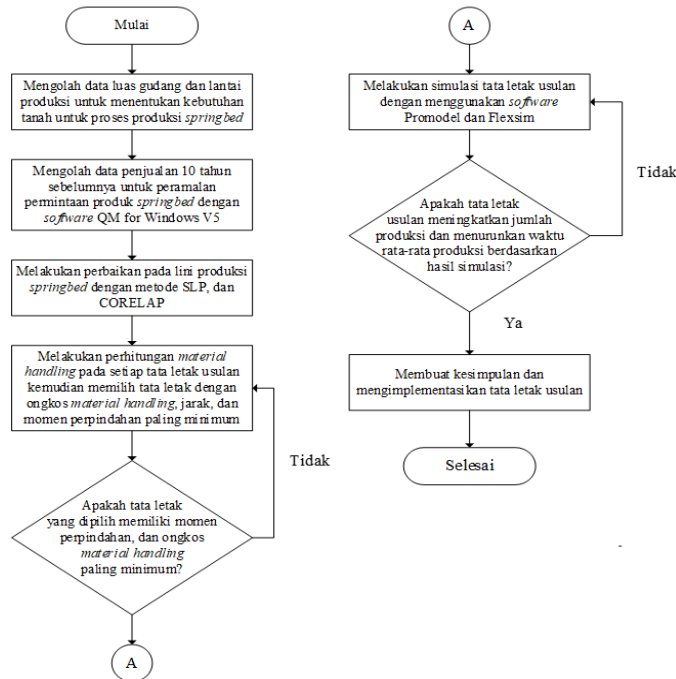 Mulai
Mengolah data luas gudang dan lantai
produksi untuk menentukan kebutuhan
tanah untuk proses produksi springbed
Mengolah data penjualan 10 tahun
sebelumnya untuk peramalan
permintaan produk springbed dengan
software QM for Windows V5
Melakukan perbaikan pada lini produksi
springbed dengan metode SLP, dan
CORELAP
Melakukan perhitungan material
handling pada setiap tata letak usulan
kemudian memilih tata letak dengan
ongkos material handling, jarak, dan
momen perpindahan paling minimum
Tidak
Apakah tata letak
yang dipilih memiliki momen
perpindahan, dan ongkos
material handling
paling minimum?
A
A
Melakukan simulasi tata letak usulan
dengan menggunakan software
Promodel dan Flexsim
Tidak
Apakah tata letak
usulan meningkatkan jumlah
produksi dan menurunkan waktu
rata-rata produksi berdasarkan
hasil simulasi?
Ya
Membuat kesimpulan dan
mengimplementasikan tata letak usulan
Selesai